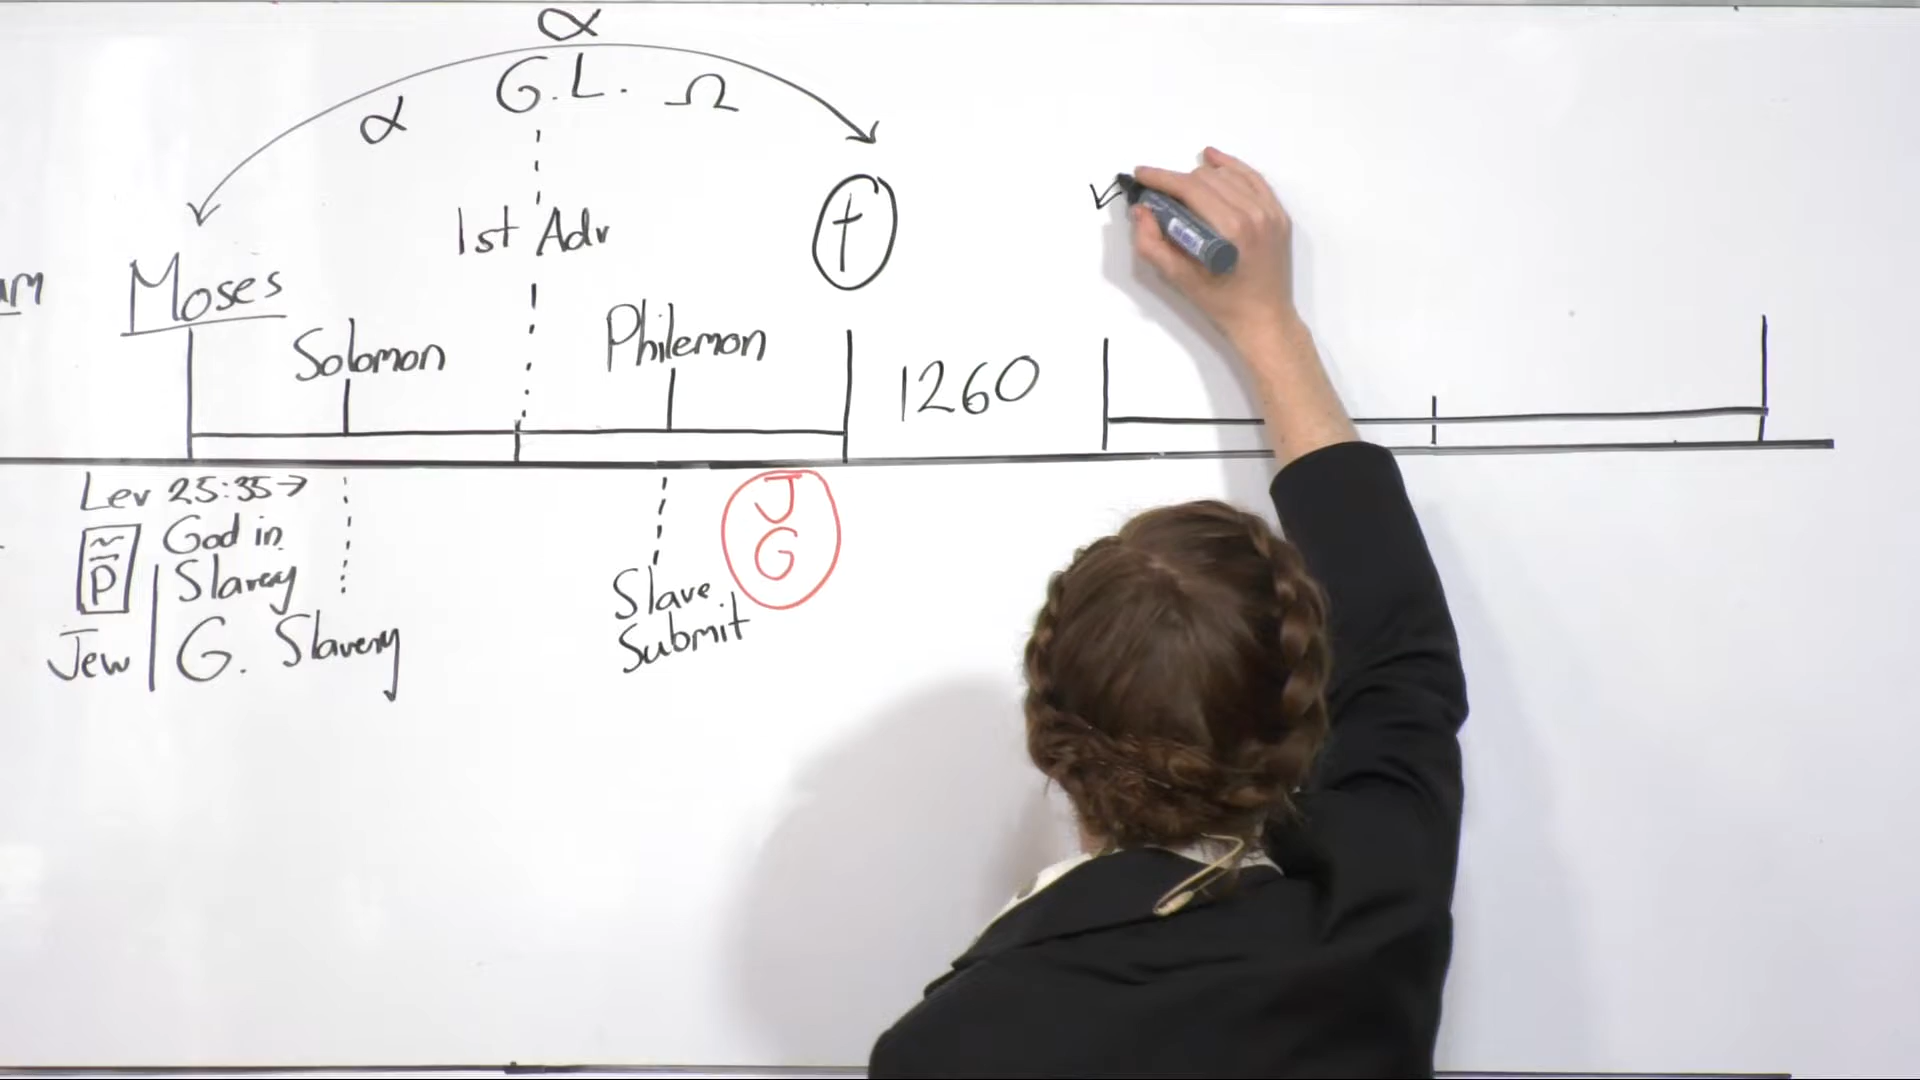 α
G.L.
α
Ω
1st Adv
†
Moses
Solomon
Philemon
1260
Lev 25:35→
God in
P
Slavery
Jew
G. Slavery
J
G
Slave
Submit